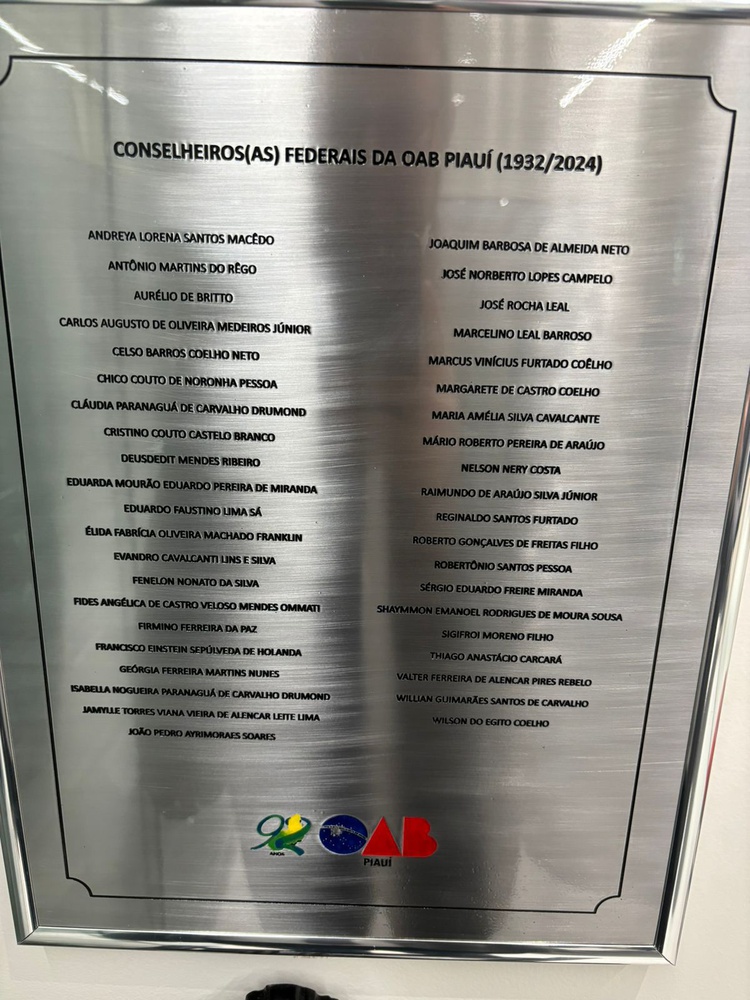 CONSELHEIROS(AS) FEDERAIS DA OAB PIAUÍ (1932/2024)
ANDREYA LORENA SANTOS MACÊDO
ANTÔNIO MARTINS DO RÊGO
AURÉLIO DE BRITTO
CARLOS AUGUSTO DE OLIVEIRA MEDEIROS JÚNIOR
CELSO BARROS COELHO NETO
CHICO COUTO DE NORONHA PESSOA
CLÁUDIA PARANAGUÁ DE CARVALHO DRUMOND
CRISTINO COUTO CASTELO BRANCO
DEUSDEDIT MENDES RIBEIRO
EDUARDA MOURÃO EDUARDO PEREIRA DE MIRANDA
EDUARDO FAUSTINO LIMA SÁ
ÉLIDA FABRÍCIA OLIVEIRA MACHADO FRANKLIN
EVANDRO CAVALCANTI LINS E SILVA
FENELON NONATO DA SILVA
FIDES ANGÉLICA DE CASTRO VELOSO MENDES OMMATI
FIRMINO FERREIRA DA PAZ
FRANCISCO EINSTEIN SEPÚLVEDA DE HOLANDA
GEÓRGIA FERREIRA MARTINS NUNES
ISABELLA NOGUEIRA PARANAGUÁ DE CARVALHO DRUMOND
JAMYLLE TORRES VIANA VIEIRA DE ALENCAR LEITE LIMA
JOÃO PEDRO AYRIMORAES SOARES
JOAQUIM BARBOSA DE ALMEIDA NETO
JOSÉ NORBERTO LOPES CAMPELO
JOSÉ ROCHA LEAL
MARCELINO LEAL BARROSO
MARCUS VINÍCIUS FURTADO COÊLHO
MARGARETE DE CASTRO COELHO
MARIA AMÉLIA SILVA CAVALCANTE
MÁRIO ROBERTO PEREIRA DE ARAÚJO
NELSON NERY COSTA
RAIMUNDO DE ARAÚJO SILVA JÚNIOR
REGINALDO SANTOS FURTADO
ROBERTO GONÇALVES DE FREITAS FILHO
ROBERTÔNIO SANTOS PESSOA
SÉRGIO EDUARDO FREIRE MIRANDA
SHAYMMON EMANOEL RODRIGUES DE MOURA SOUSA
SIGIFROI MORENO FILHO
THIAGO ANASTÁCIO CARCARÁ
VALTER FERREIRA DE ALENCAR PIRES REBELO
WILLIAN GUIMARÃES SANTOS DE CARVALHO
WILSON DO EGITO COELHO
92 OAB
ANOS
PIAUÍ